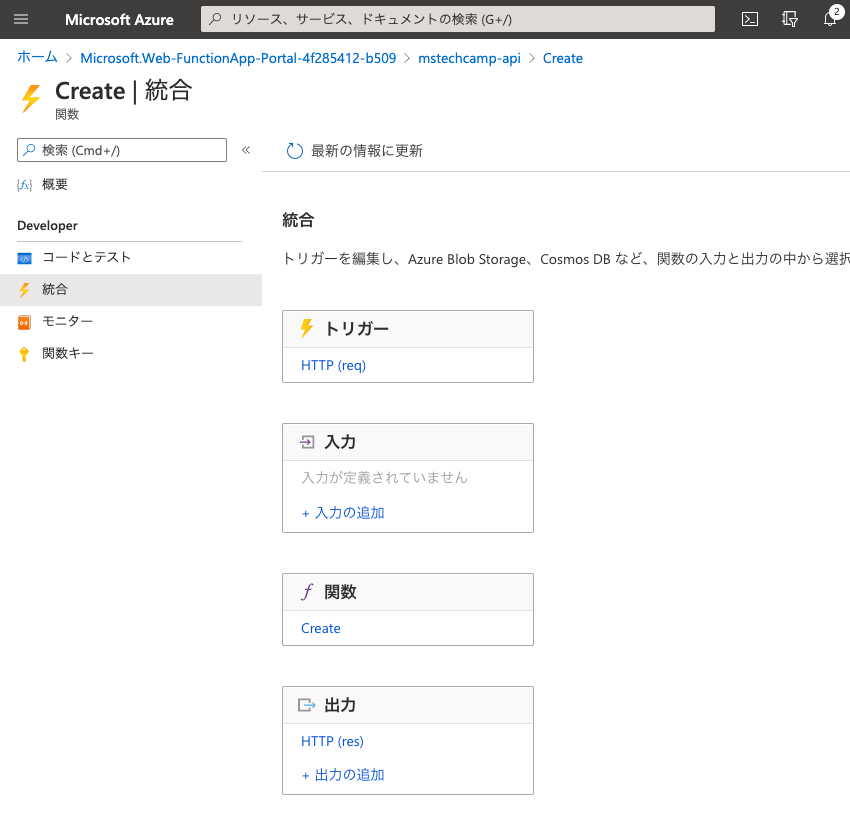 Microsoft Azure
リソース、サービス、ドキュメントの検索 (G+/)
2
ホーム > Microsoft.Web-FunctionApp-Portal-4f285412-b509 > mstechcamp-api > Create
Create | 統合
関数
検索 (Cmd+/)
«
最新の情報に更新
概要
Developer
コードとテスト
統合
モニター
関数キー
統合
トリガーを編集し、Azure Blob Storage、Cosmos DB など、関数の入力と出力の中から選択
トリガー
HTTP (req)
入力
入力が定義されていません
+ 入力の追加
f 関数
Create
出力
HTTP (res)
+ 出力の追加